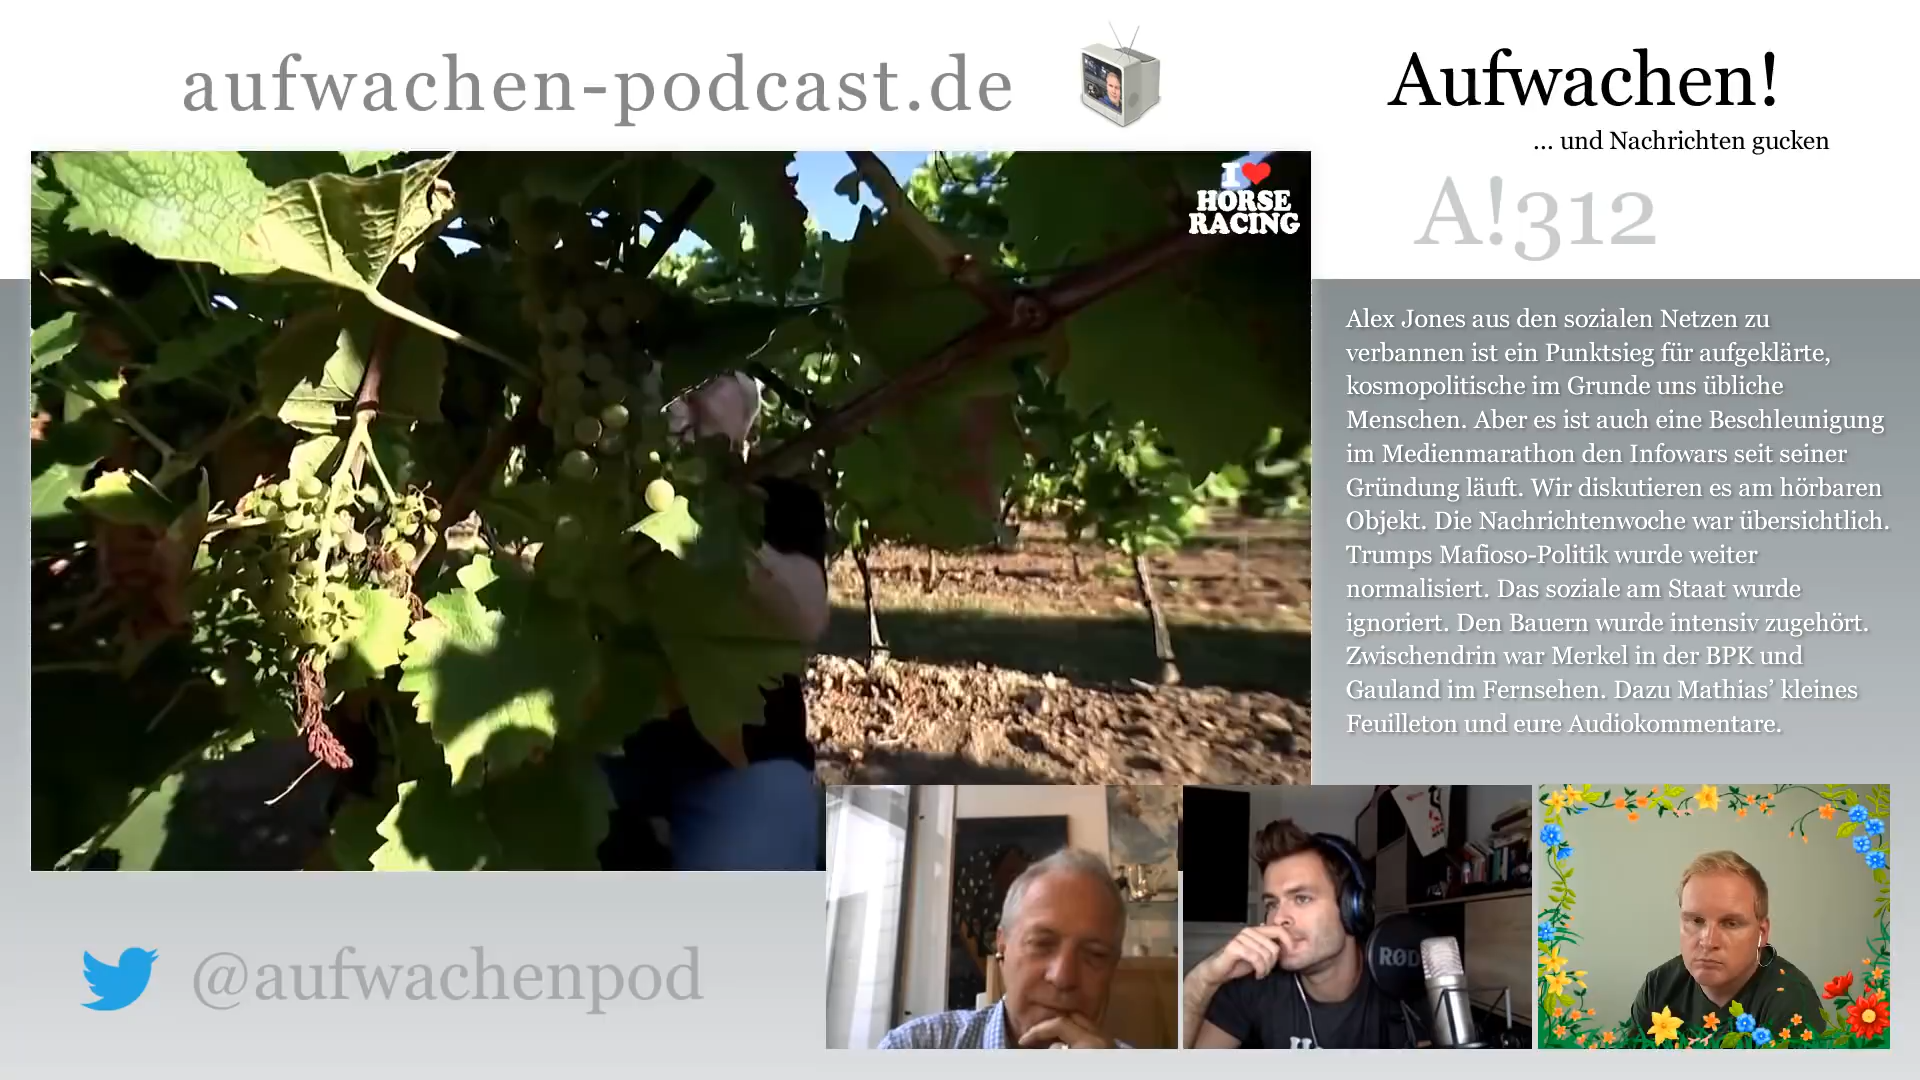 aufwachen-podcast.de
Aufwachen!
... und Nachrichten gucken
A!312
I
HORSE
RACING
Alex Jones aus den sozialen Netzen zu
verbannen ist ein Punktsieg für aufgeklärte,
kosmopolitische im Grunde uns übliche
Menschen. Aber es ist auch eine Beschleunigung
im Medienmarathon den Infowars seit seiner
Gründung läuft. Wir diskutieren es am hörbaren
Objekt. Die Nachrichtenwoche war übersichtlich.
Trumps Mafioso-Politik wurde weiter
normalisiert. Das soziale am Staat wurde
ignoriert. Den Bauern wurde intensiv zugehört.
Zwischendrin war Merkel in der BPK und
Gauland im Fernsehen. Dazu Mathias’ kleines
Feuilleton und eure Audiokommentare.
RØD
@aufwachenpod